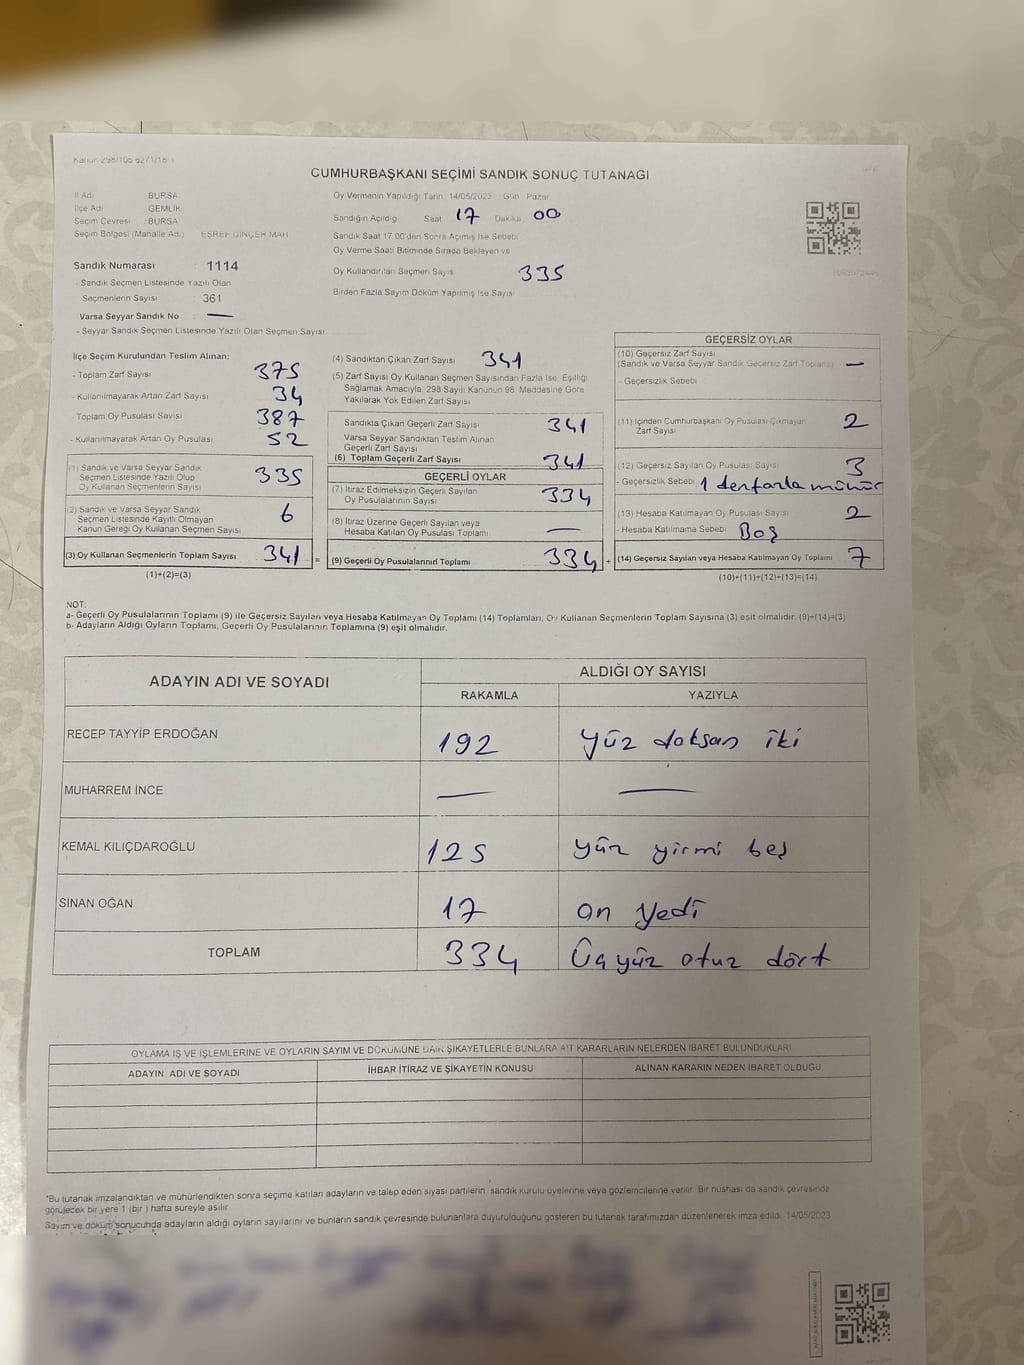 Kanun 298/105
CUMHURBAŞKANI SEÇİMİ SANDIK SONUÇ TUTANAĞI
İl Adı BURSA
İlçe Adı GEMLİK
Seçim Çevresi : BURSA
Seçim Bölgesi (Mahalle Adı) EŞREF DİNÇER MAH
Sandık Numarası : 1114
- Sandık Seçmen Listesinde Yazılı Olan
Seçmenlerin Sayısı : 361
Varsa Seyyar Sandık No : —
- Seyyar Sandık Seçmen Listesinde Yazılı Olan Seçmen Sayısı
Oy Vermenin Yapıldığı Tarih 14/05/2023 Gün Pazar
Sandığın Açıldığı Saat 17 Dakika 00
Sandık Saat 17.00'den Sonra Açılmış İse Sebebi
Oy Verme Saati Bitiminde Sırada Bekleyen ve
Oy Kullandırılan Seçmen Sayısı 335
Birden Fazla Sayım Döküm Yapılmış İse Sayısı
İlçe Seçim Kurulundan Teslim Alınan;
- Toplam Zarf Sayısı 375
- Kullanılmayarak Artan Zarf Sayısı 34
- Toplam Oy Pusulası Sayısı 387
- Kullanılmayarak Artan Oy Pusulası 52
(1) Sandık ve Varsa Seyyar Sandık
Seçmen Listesinde Yazılı Olup
Oy Kullanan Seçmenlerin Sayısı 335
(2) Sandık ve Varsa Seyyar Sandık
Seçmen Listesinde Kayıtlı Olmayan
Kanun Gereği Oy Kullanan Seçmen Sayısı 6
(3) Oy Kullanan Seçmenlerin Toplam Sayısı 341 =
(1)+(2)=(3)
(4) Sandıktan Çıkan Zarf Sayısı 341
(5) Zarf Sayısı Oy Kullanan Seçmen Sayısından Fazla İse, Eşitliği
Sağlamak Amacıyla, 298 Sayılı Kanunun 98. Maddesine Göre
Yakılarak Yok Edilen Zarf Sayısı
Sandıkta Çıkan Geçerli Zarf Sayısı 341
Varsa Seyyar Sandıktan Teslim Alınan
Geçerli Zarf Sayısı
(6) Toplam Geçerli Zarf Sayısı 341
GEÇERLİ OYLAR
(7) İtiraz Edilmeksizin Geçerli Sayılan
Oy Pusulalarının Sayısı 334
(8) İtiraz Üzerine Geçerli Sayılan veya
Hesaba Katılan Oy Pusulası Toplamı —
(9) Geçerli Oy Pusulalarının Toplamı 334 +
GEÇERSİZ OYLAR
(10) Geçersiz Zarf Sayısı
(Sandık ve Varsa Seyyar Sandık Geçersiz Zarf Toplamı) —
- Geçersizlik Sebebi
(11) İçinden Cumhurbaşkanı Oy Pusulası Çıkmayan
Zarf Sayısı 2
(12) Geçersiz Sayılan Oy Pusulası Sayısı 3
- Geçersizlik Sebebi 1 denfazla mühür
(13) Hesaba Katılmayan Oy Pusulası Sayısı 2
- Hesaba Katılmama Sebebi Boş
(14) Geçersiz Sayılan veya Hesaba Katılmayan Oy Toplamı 7
(10)+(11)+(12)+(13)=(14)
NOT:
a- Geçerli Oy Pusulalarının Toplamı (9) ile Geçersiz Sayılan veya Hesaba Katılmayan Oy Toplamı (14) Toplamları, Oy Kullanan Seçmenlerin Toplam Sayısına (3) eşit olmalıdır. (9)+(14)=(3)
b- Adayların Aldığı Oyların Toplamı, Geçerli Oy Pusulalarının Toplamına (9) eşit olmalıdır.
ADAYIN ADI VE SOYADI
ALDIĞI OY SAYISI
RAKAMLA YAZIYLA
RECEP TAYYİP ERDOĞAN 192 yüz doksan iki
MUHARREM İNCE — —
KEMAL KILIÇDAROĞLU 125 yüz yirmi beş
SİNAN OĞAN 17 on yedi
TOPLAM 334 Üçyüz otuz dört
OYLAMA İŞ VE İŞLEMLERİNE VE OYLARIN SAYIM VE DÖKÜMÜNE DAİR ŞİKAYETLERLE BUNLARA AİT KARARLARIN NELERDEN İBARET BULUNDUKLARI
ADAYIN ADI VE SOYADI İHBAR İTİRAZ VE ŞİKAYETİN KONUSU ALINAN KARARIN NEDEN İBARET OLDUĞU
*Bu tutanak imzalandıktan ve mühürlendikten sonra seçime katılan adayların ve talep eden siyasi partilerin sandık kurulu üyelerine veya gözlemcilerine verilir. Bir nüshası da sandık çevresinde
görülecek bir yere 1 (bir) hafta süreyle asılır.
Sayım ve döküm sonucunda adayların aldığı oyların sayılarını ve bunların sandık çevresinde bulunanlara duyurulduğunu gösteren bu tutanak tarafımızdan düzenlenerek imza edildi. 14/05/2023